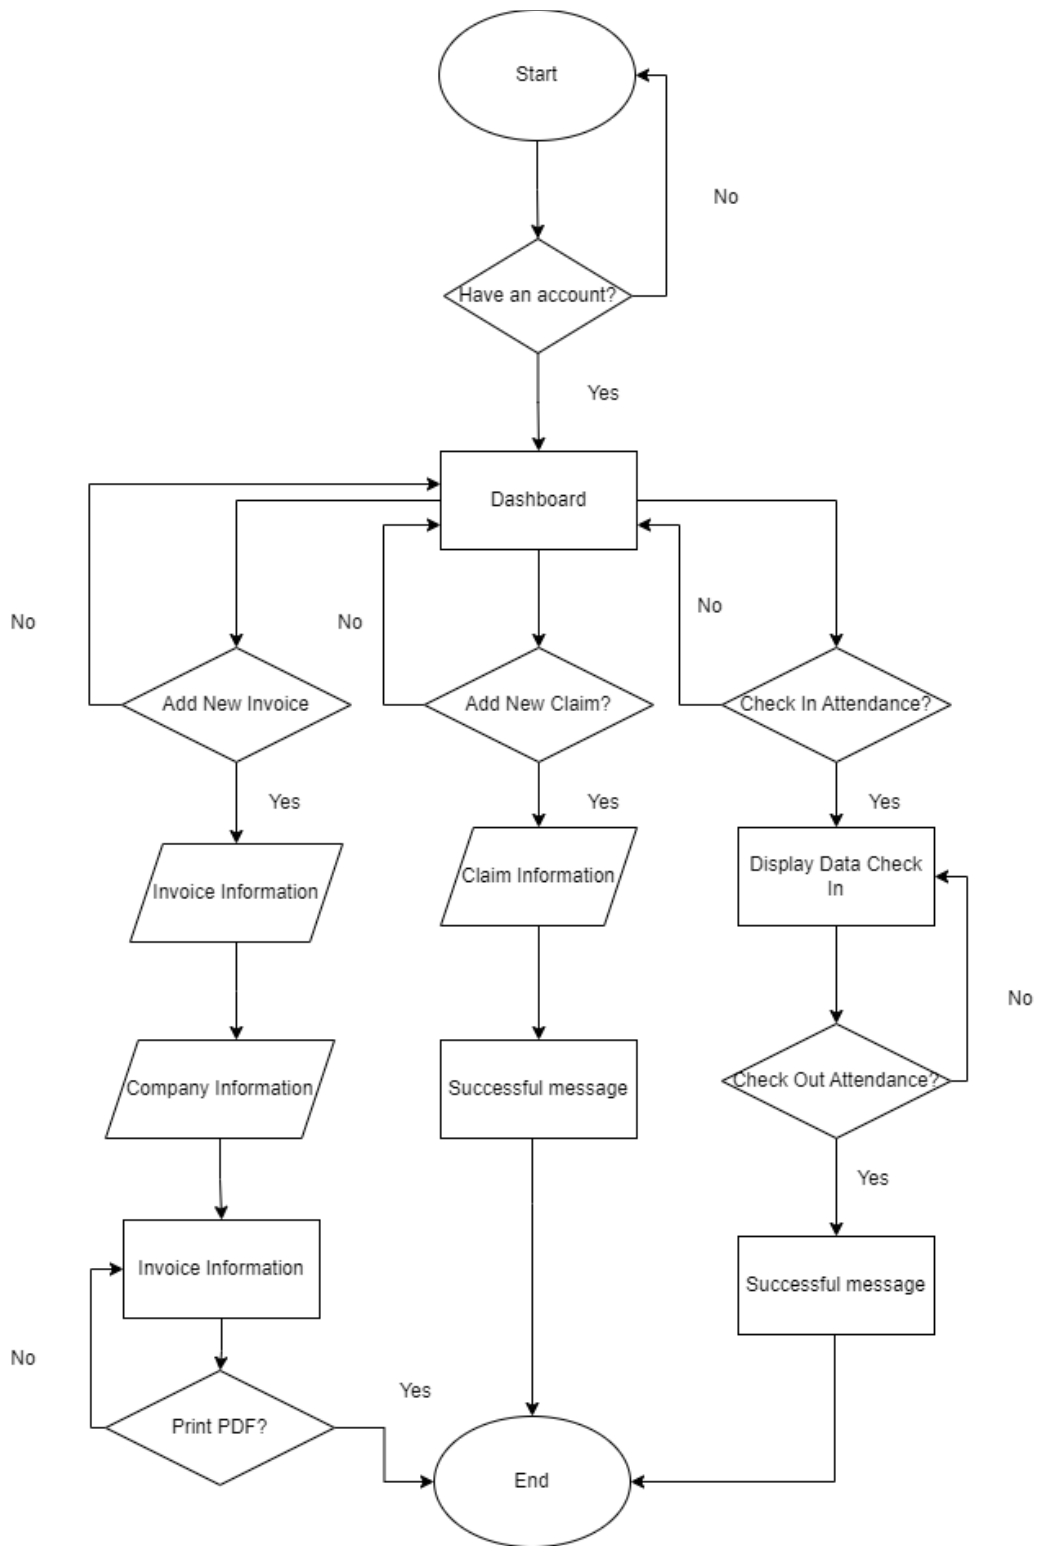 Start
No
Have an account?
Yes
Dashboard
No
No
No
Add New Invoice
Add New Claim?
Check In Attendance?
Yes
Yes
Yes
Invoice Information
Claim Information
Display Data Check
In
No
Company Information
Successful message
Check Out Attendance?
Yes
Invoice Information
Successful message
No
Yes
Print PDF?
End